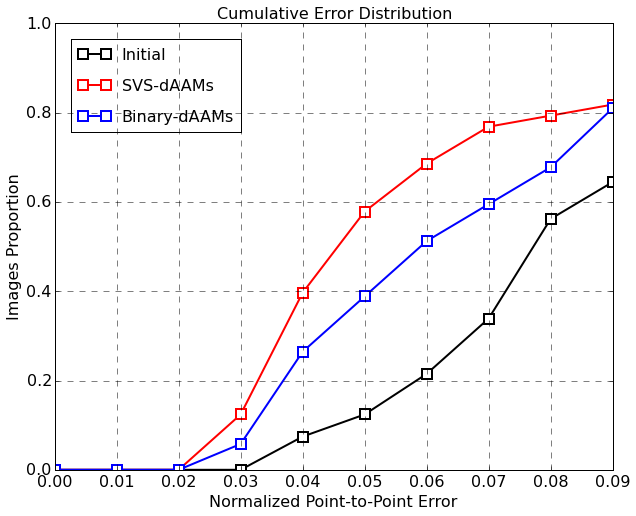 Cumulative Error Distribution
1.0
0.8
0.6
0.4
0.2
0.0
Images Proportion
Initial
SVS-dAAMs
Binary-dAAMs
0.00 0.01 0.02 0.03 0.04 0.05 0.06 0.07 0.08 0.09
Normalized Point-to-Point Error